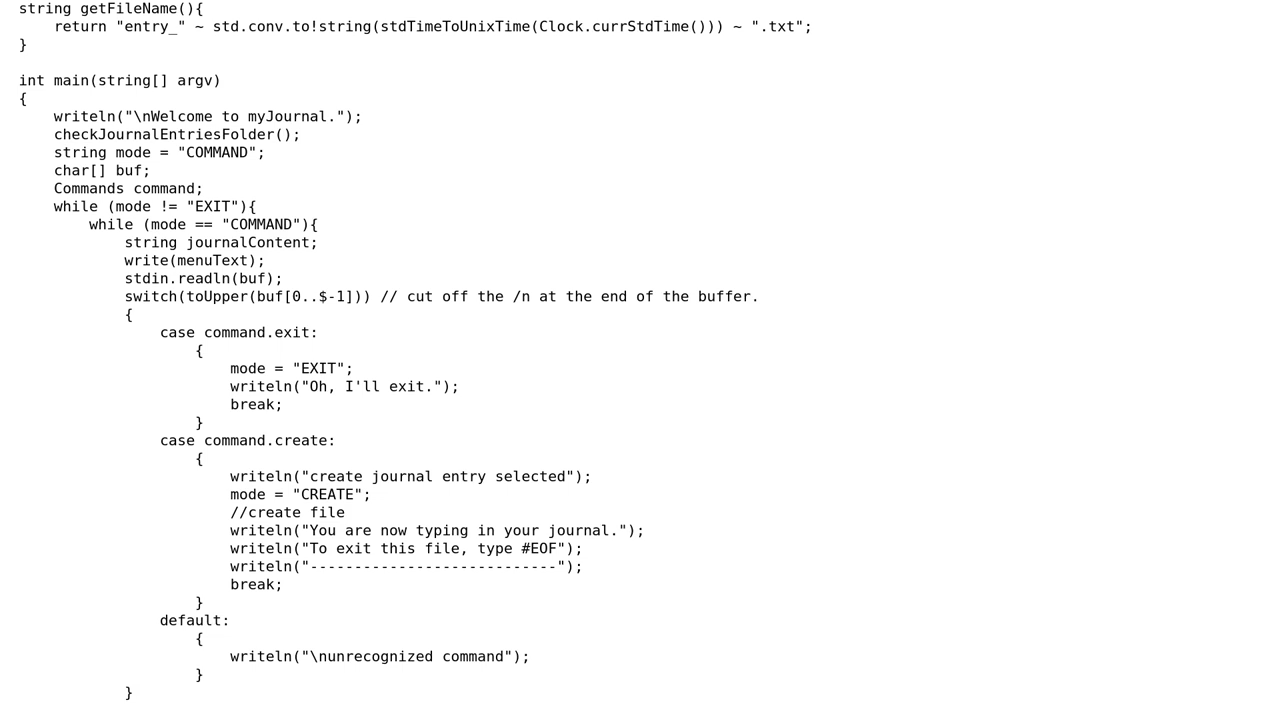 string getFileName(){
    return "entry_" ~ std.conv.to!string(stdTimeToUnixTime(Clock.currStdTime())) ~ ".txt";
}

int main(string[] argv)
{
    writeln("\nWelcome to myJournal.");
    checkJournalEntriesFolder();
    string mode = "COMMAND";
    char[] buf;
    Commands command;
    while (mode != "EXIT"){
        while (mode == "COMMAND"){
            string journalContent;
            write(menuText);
            stdin.readln(buf);
            switch(toUpper(buf[0..$-1])) // cut off the /n at the end of the buffer.
            {
                case command.exit:
                    {
                        mode = "EXIT";
                        writeln("Oh, I'll exit.");
                        break;
                    }
                case command.create:
                    {
                        writeln("create journal entry selected");
                        mode = "CREATE";
                        //create file
                        writeln("You are now typing in your journal.");
                        writeln("To exit this file, type #EOF");
                        writeln("----------------------------");
                        break;
                    }
                default:
                    {
                        writeln("\nunrecognized command");
                    }
            }